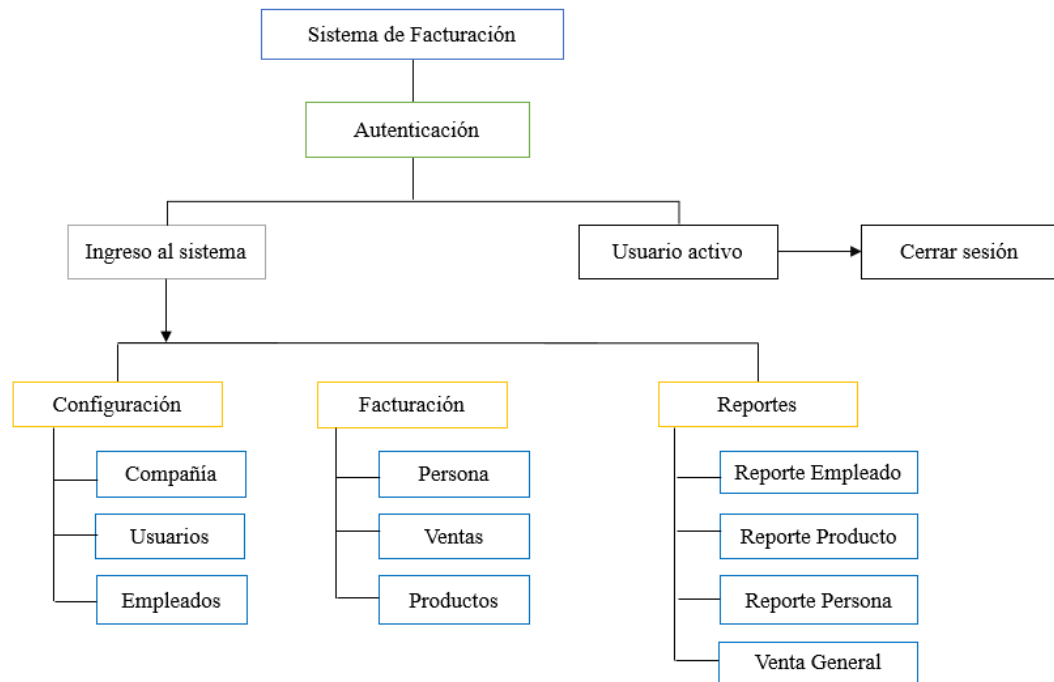 Sistema de Facturación
Autenticación
Ingreso al sistema
Usuario activo
Cerrar sesión
Configuración
Facturación
Reportes
Compañía
Persona
Reporte Empleado
Usuarios
Ventas
Reporte Producto
Empleados
Productos
Reporte Persona
Venta General